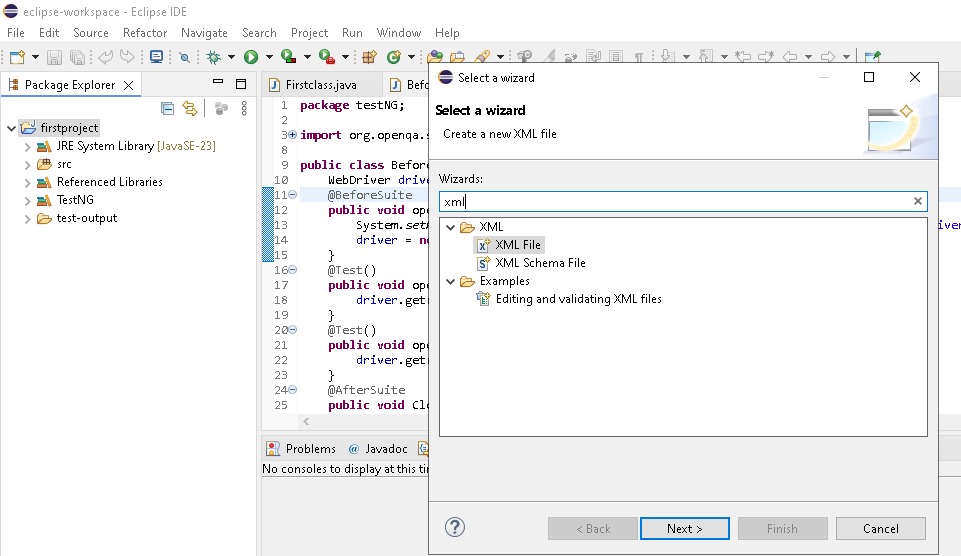 eclipse-workspace - Eclipse IDE
File Edit Source Refactor Navigate Search Project Run Window Help
Package Explorer
firstproject
JRE System Library [JavaSE-23]
src
Referenced Libraries
TestNG
test-output
Firstclass.java
Befo
1 package testNG;
2
3 import org.openqa.s
8
9 public class Before
10 WebDriver drive
11 @BeforeSuite
12 public void ope
13 System.setP
14 driver = ne
15 }
16 @Test()
17 public void ope
18 driver.get(
19 }
20 @Test()
21 public void ope
22 driver.get(
23 }
24 @AfterSuite
25 public void Clo
driver
Problems @ Javadoc
No consoles to display at this tim
Select a wizard
Select a wizard
Create a new XML file
Wizards:
xml
XML
XML File
XML Schema File
Examples
Editing and validating XML files
< Back Next > Finish Cancel